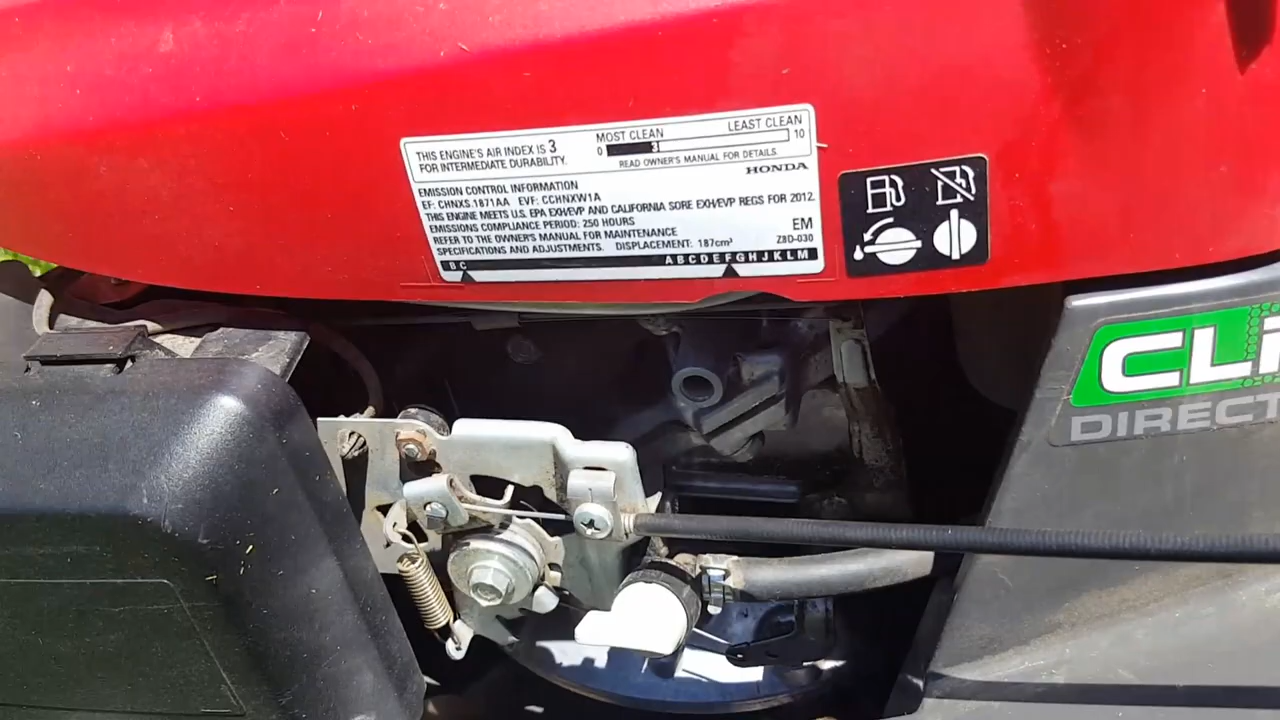 THIS ENGINE'S AIR INDEX IS 3
FOR INTERMEDIATE DURABILITY.
MOST CLEAN LEAST CLEAN
0 3 10
READ OWNER'S MANUAL FOR DETAILS.
HONDA
EMISSION CONTROL INFORMATION
EF: CHNXS.1871AA EVF: CCHNXW1A
THIS ENGINE MEETS U.S. EPA EXH/EVP AND CALIFORNIA SORE EXH/EVP REGS FOR 2012.
EMISSIONS COMPLIANCE PERIOD: 250 HOURS
REFER TO THE OWNER'S MANUAL FOR MAINTENANCE
SPECIFICATIONS AND ADJUSTMENTS. DISPLACEMENT: 187cm³
EM
Z8D-030
B C A B C D E F G H J K L M
CLi
DIRECT